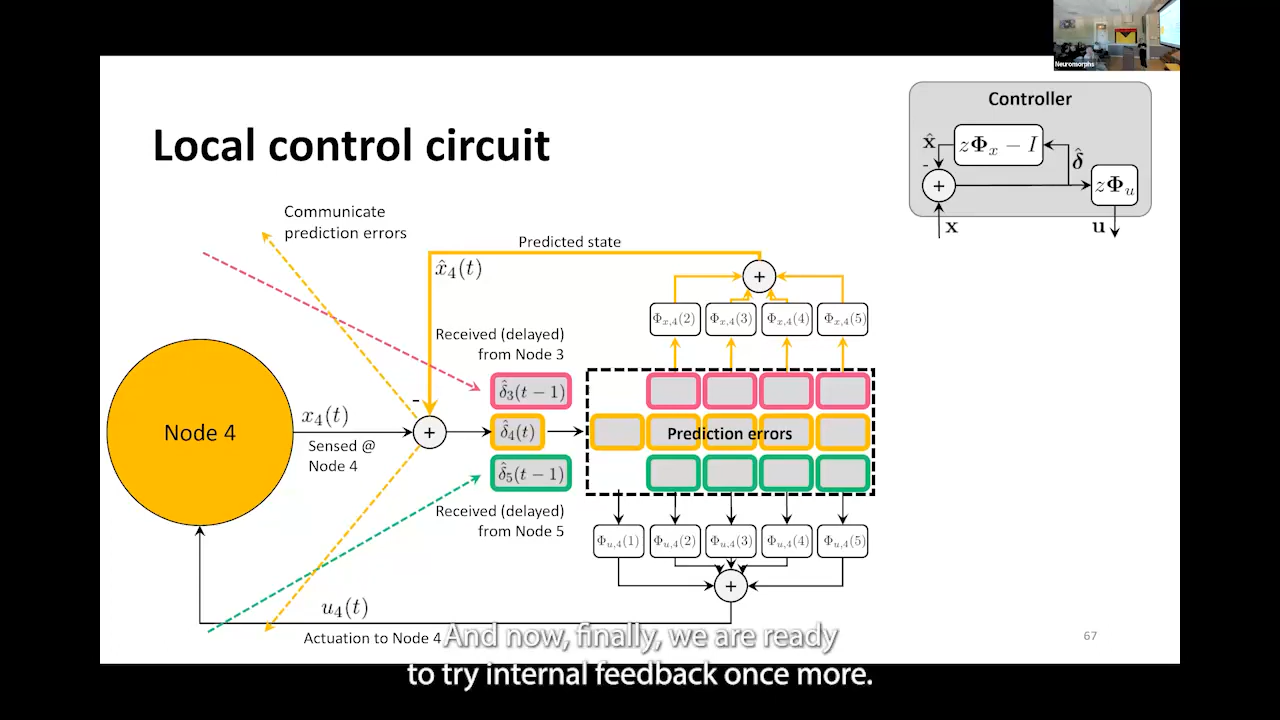 Neuromorphs
Controller
x̂
zΦₓ − I
δ̂
-
+
zΦᵤ
x
u
Local control circuit
Communicate
prediction errors
Predicted state
x̂₄(t)
+
Φₓ,₄(2) Φₓ,₄(3) Φₓ,₄(4) Φₓ,₄(5)
Received (delayed)
from Node 3
δ̂₃(t − 1)
-
Node 4
x₄(t)
Sensed @
Node 4
+
δ̂₄(t)
Prediction errors
δ̂₅(t − 1)
Received (delayed)
from Node 5
Φᵤ,₄(1) Φᵤ,₄(2) Φᵤ,₄(3) Φᵤ,₄(4) Φᵤ,₄(5)
+
u₄(t)
Actuation to Node 4
67
And now, finally, we are ready
to try internal feedback once more.